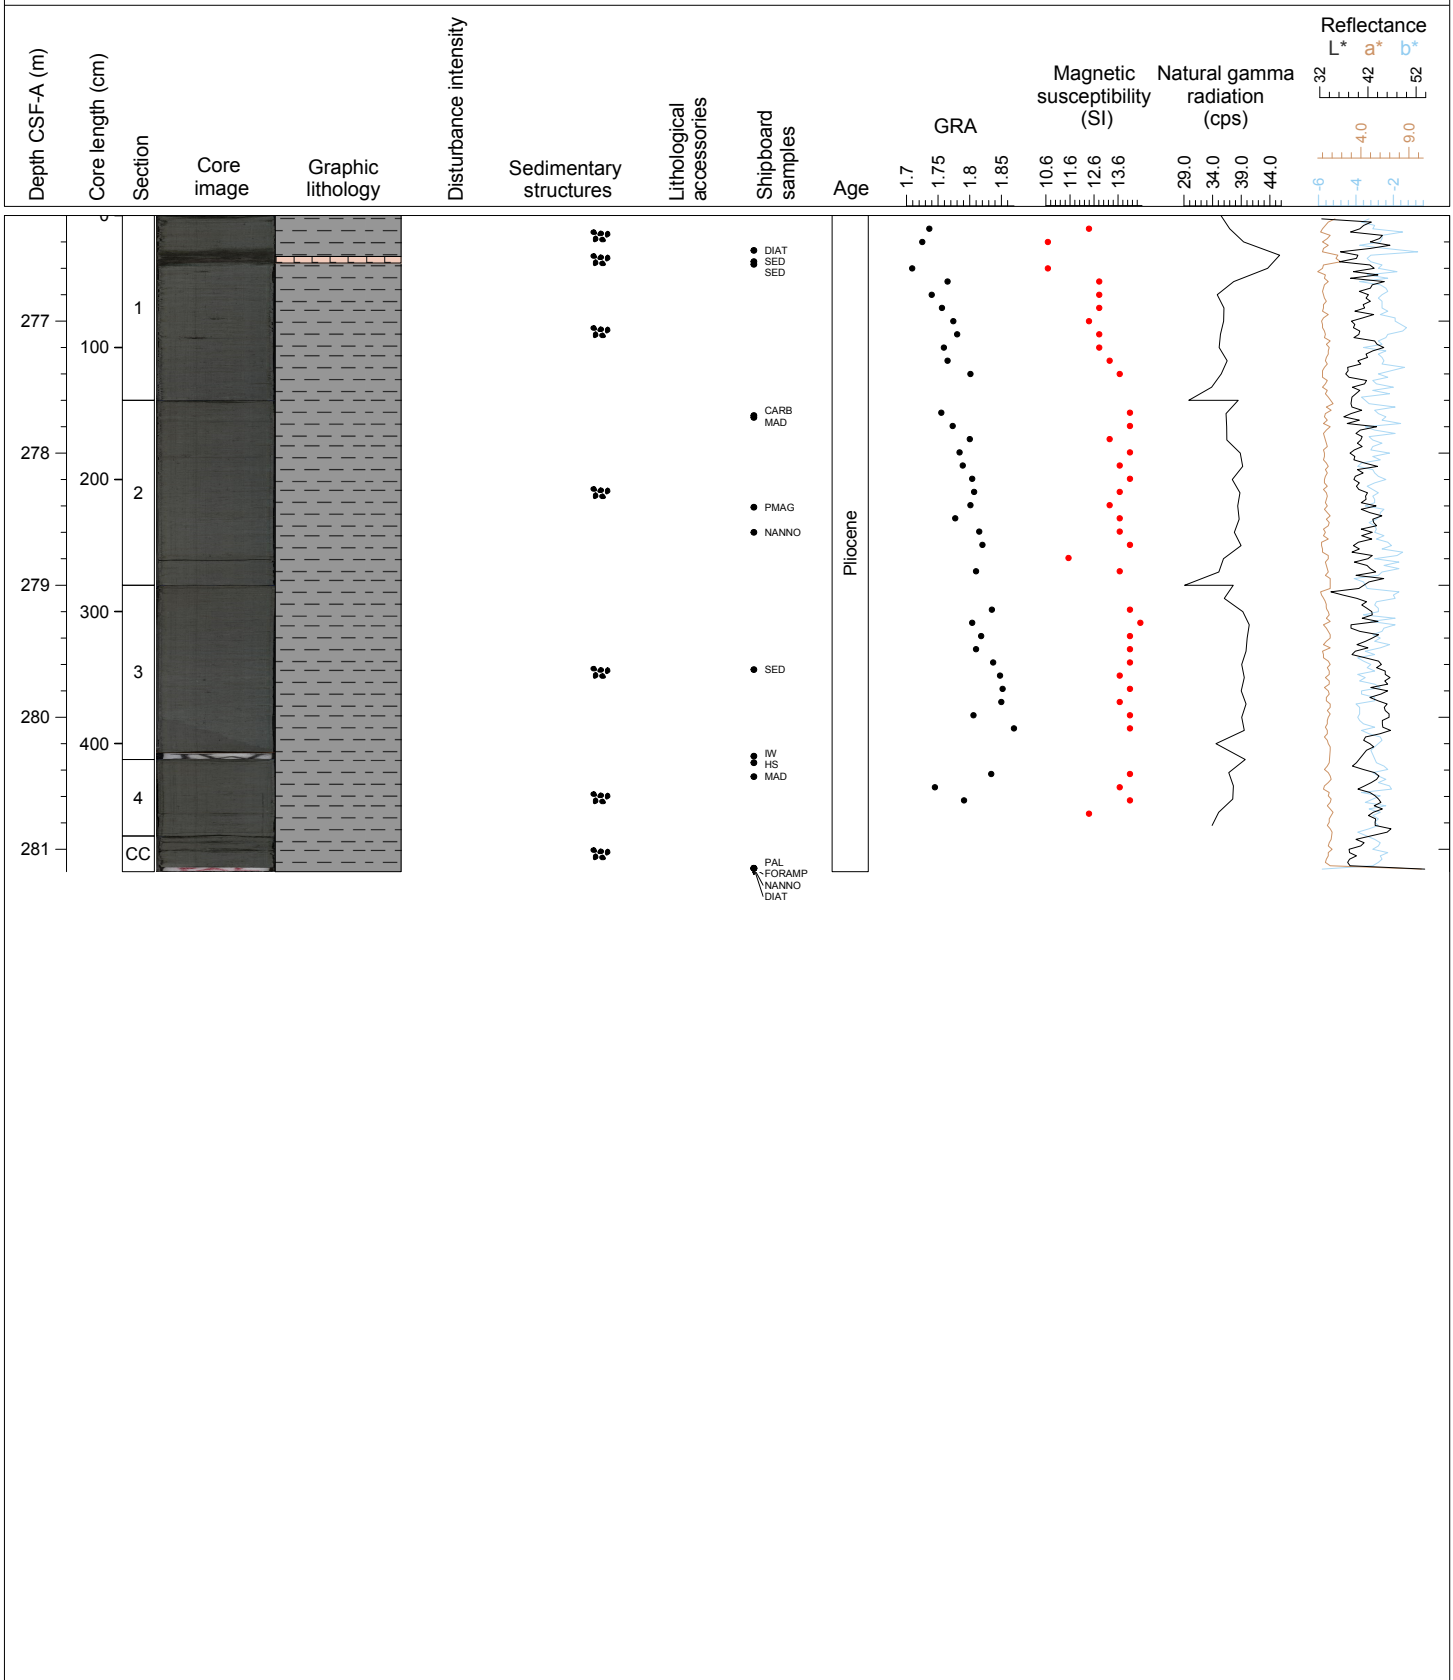 Depth CSF-A (m)
Core length (cm)
Section
Core
image
Graphic
lithology
Disturbance intensity
Sedimentary
structures
Lithological
accessories
Shipboard
samples
Age
GRA
1.7
1.75
1.8
1.85
Magnetic
susceptibility
(SI)
10.6
11.6
12.6
13.6
Natural gamma
radiation
(cps)
29.0
34.0
39.0
44.0
Reflectance
L* a* b*
32
42
52
4.0
9.0
-6
-4
-2
0
277
100
278
200
279
300
280
400
281
1
2
3
4
CC
DIAT
SED
SED
CARB
MAD
PMAG
NANNO
SED
IW
HS
MAD
PAL
FORAMP
NANNO
DIAT
Pliocene